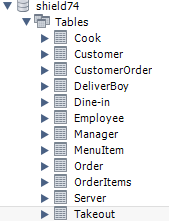 shield74
Tables
Cook
Customer
CustomerOrder
DeliverBoy
Dine-in
Employee
Manager
MenuItem
Order
OrderItems
Server
Takeout